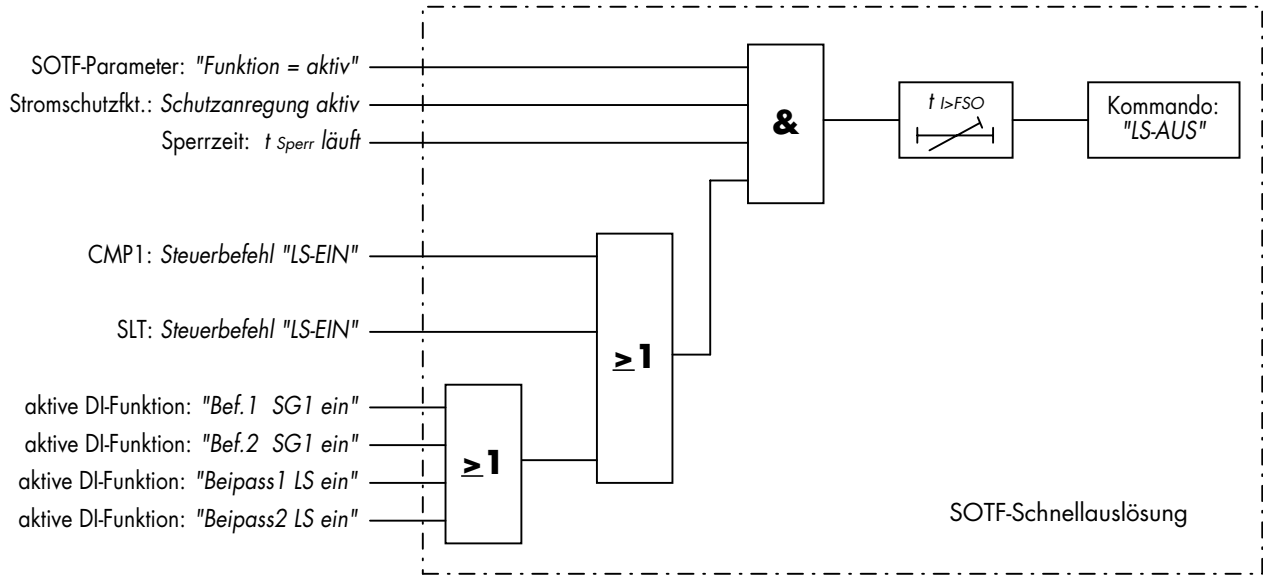 SOTF-Parameter: "Funktion = aktiv"
Stromschutzfkt.: Schutzanregung aktiv
Sperrzeit: t Sperr läuft
&
t I>FSO
Kommando:
"LS-AUS"
CMP1: Steuerbefehl "LS-EIN"
SLT: Steuerbefehl "LS-EIN"
≥1
aktive DI-Funktion: "Bef.1 SG1 ein"
aktive DI-Funktion: "Bef.2 SG1 ein"
aktive DI-Funktion: "Beipass1 LS ein"
aktive DI-Funktion: "Beipass2 LS ein"
≥1
SOTF-Schnellauslösung